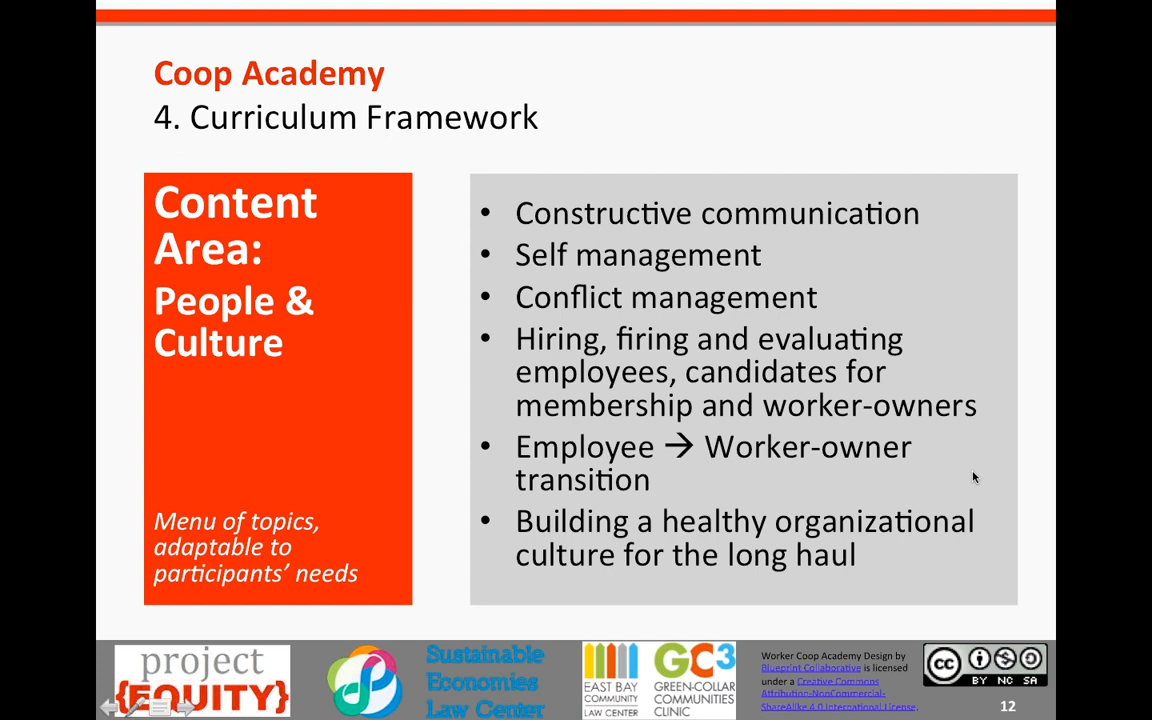 Coop Academy
4. Curriculum Framework
Content
Area:
People &
Culture
Menu of topics,
adaptable to
participants’ needs
• Constructive communication
• Self management
• Conflict management
• Hiring, firing and evaluating
employees, candidates for
membership and worker-owners
• Employee → Worker-owner
transition
• Building a healthy organizational
culture for the long haul
project
{EQUITY}
Sustainable
Economies
Law Center
EAST BAY
COMMUNITY
LAW CENTER
GC3
GREEN-COLLAR
COMMUNITIES
CLINIC
Worker Coop Academy Design by
Blueprint Collaborative is licensed
under a Creative Commons
Attribution-NonCommercial-
ShareAlike 4.0 International License.
cc
BY NC SA
12